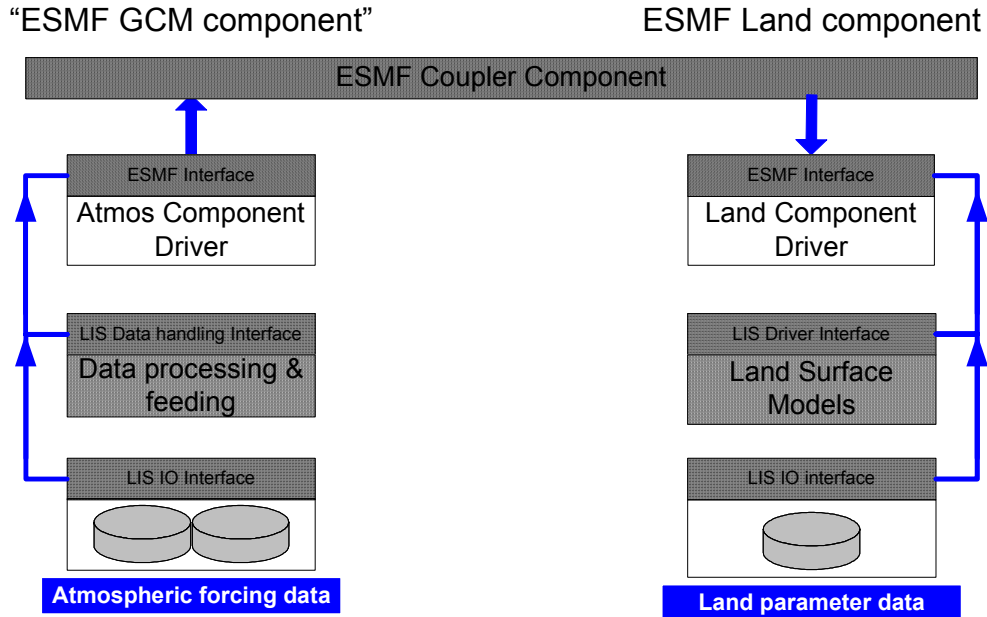 “ESMF GCM component”
ESMF Land component
ESMF Coupler Component
ESMF Interface
Atmos Component
Driver
LIS Data handling Interface
Data processing &
feeding
LIS IO Interface
Atmospheric forcing data
ESMF Interface
Land Component
Driver
LIS Driver Interface
Land Surface
Models
LIS IO interface
Land parameter data